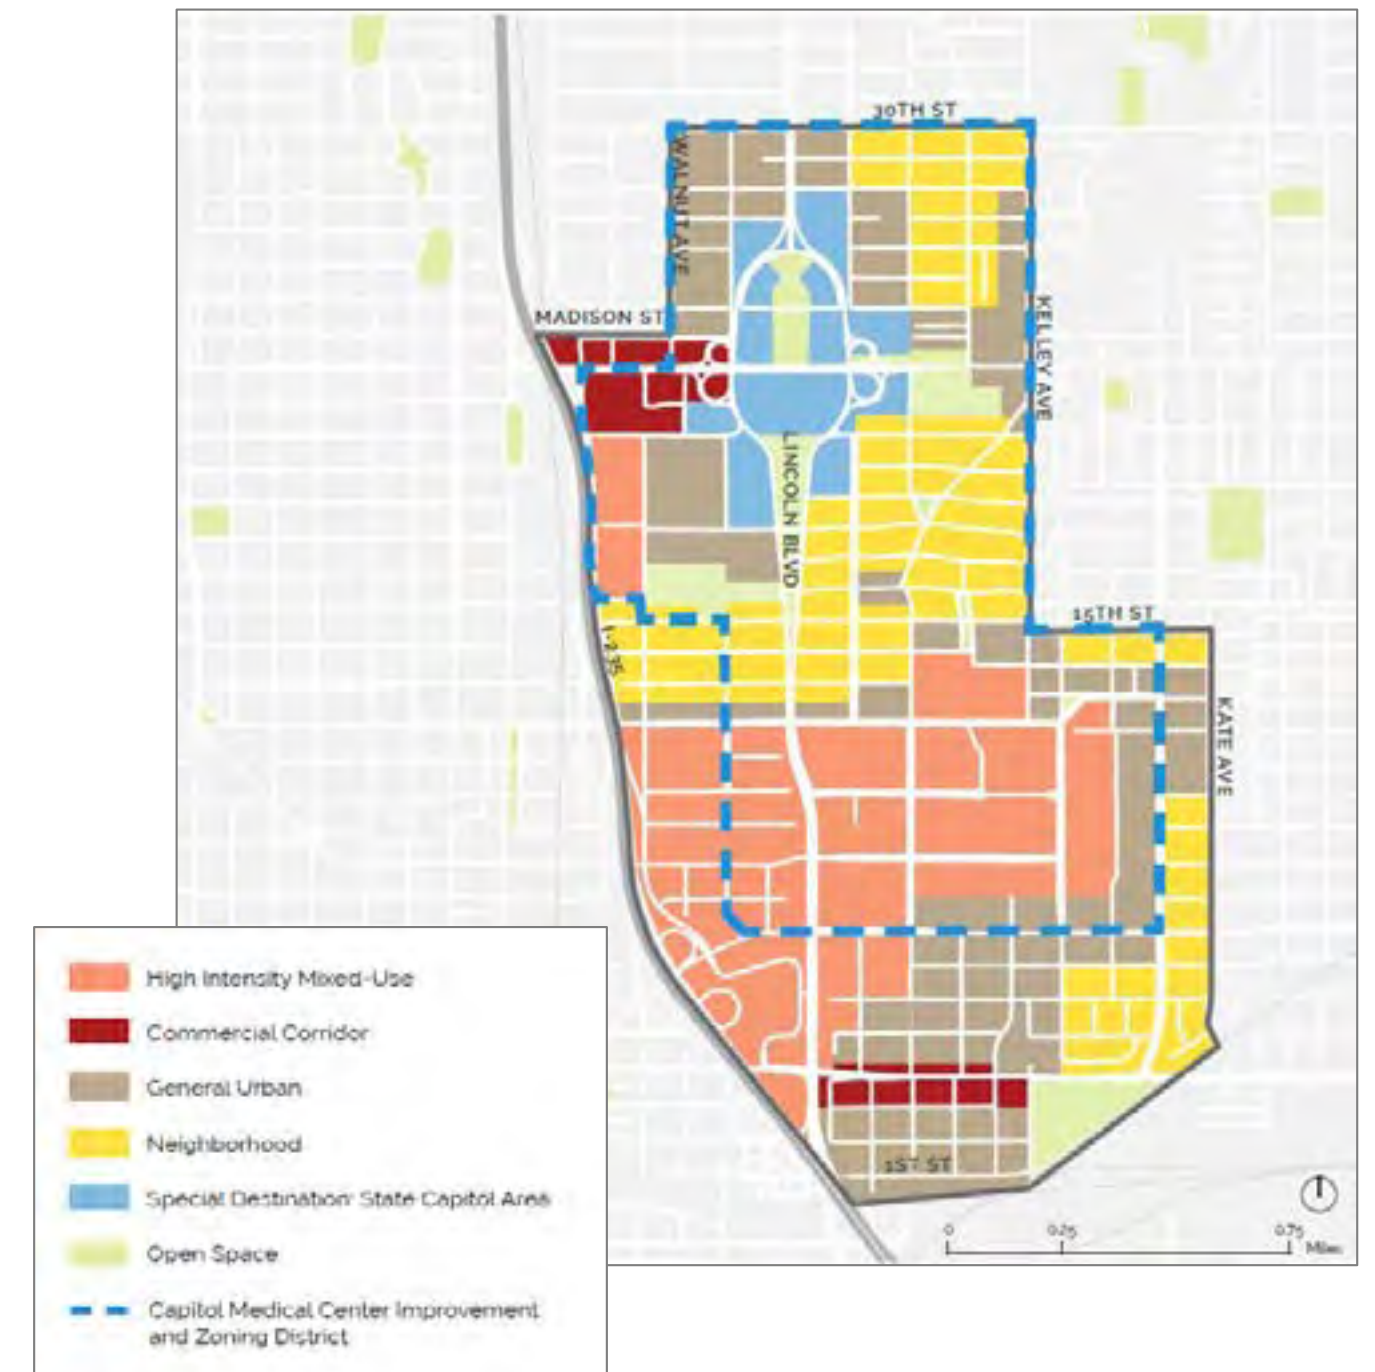 30TH ST
WALNUT AVE
MADISON ST
KELLEY AVE
LINCOLN BLVD
15TH ST
I-235
KATE AVE
1ST ST
0 0.25 0.75
Miles
High Intensity Mixed-Use
Commercial Corridor
General Urban
Neighborhood
Special Destination: State Capitol Area
Open Space
Capitol Medical Center Improvement
and Zoning District